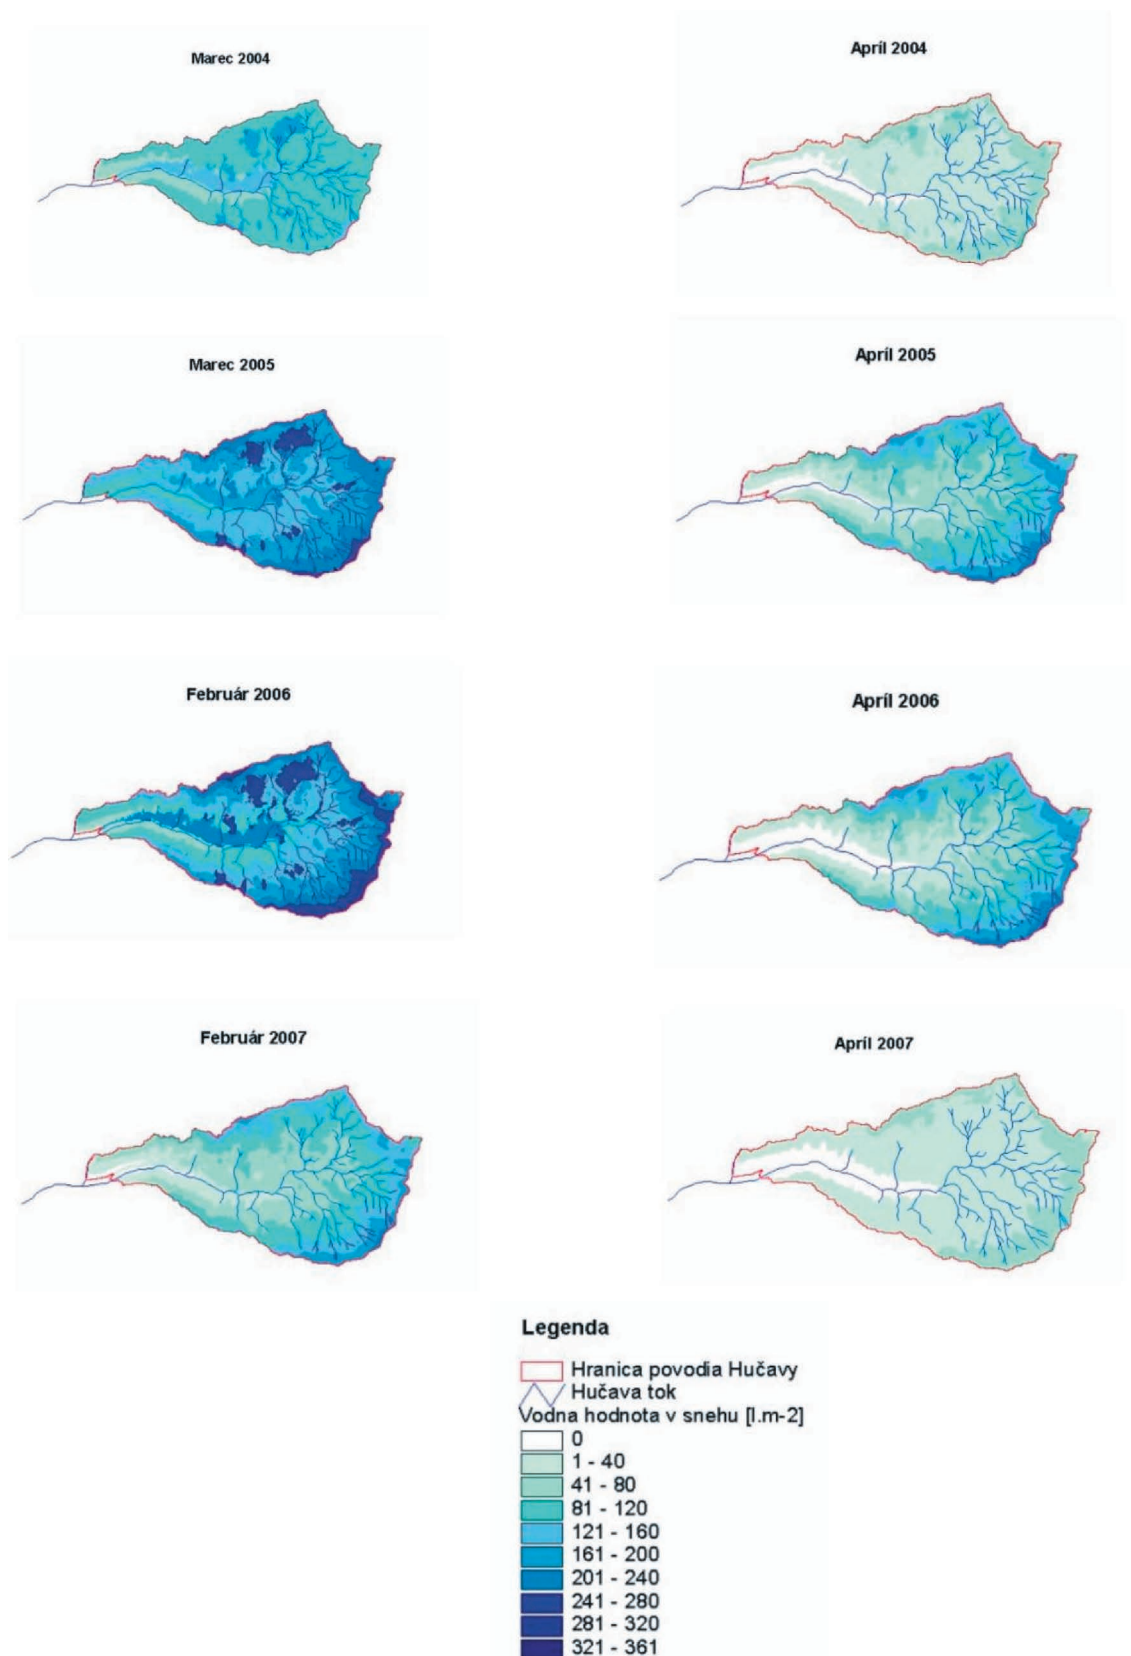 Marec 2004
Apríl 2004
Marec 2005
Apríl 2005
Február 2006
Apríl 2006
Február 2007
Apríl 2007
Legenda
Hranica povodia Hučavy
Hučava tok
Vodna hodnota v snehu [l.m-2]
0
1 - 40
41 - 80
81 - 120
121 - 160
161 - 200
201 - 240
241 - 280
281 - 320
321 - 361